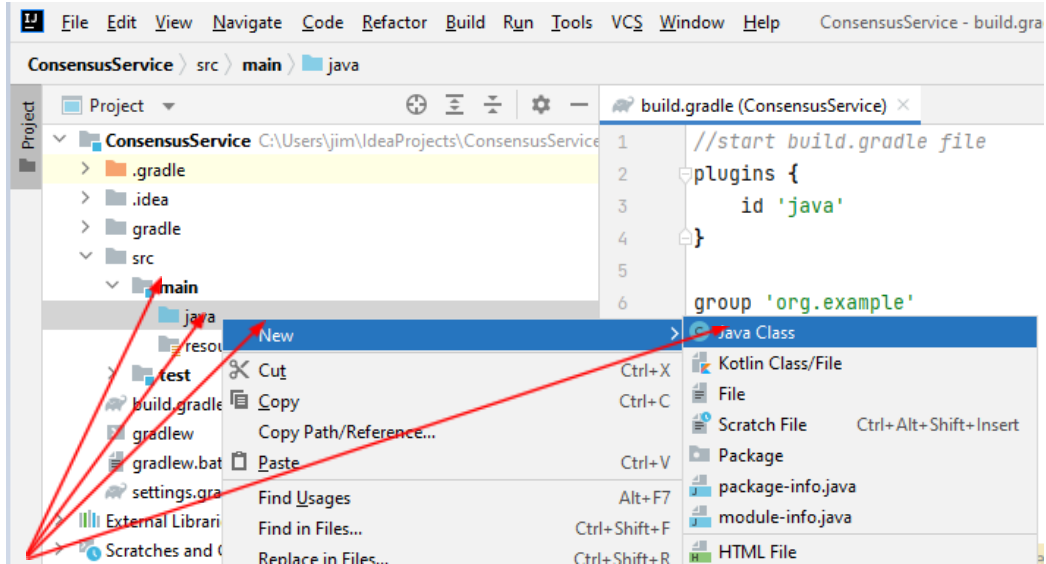 File Edit View Navigate Code Refactor Build Run Tools VCS Window Help ConsensusService - build.gra
ConsensusService src main java
Project
Project
build.gradle (ConsensusService)
ConsensusService C:\Users\jim\IdeaProjects\ConsensusService
.gradle
.idea
gradle
src
main
java
resou
test
build.gradle
gradlew
gradlew.bat
settings.gra
External Librari
Scratches and C
1 //start build.gradle file
2 plugins {
3 id 'java'
4 }
5
6 group 'org.example'
New
Cut Ctrl+X
Copy Ctrl+C
Copy Path/Reference...
Paste Ctrl+V
Find Usages Alt+F7
Find in Files... Ctrl+Shift+F
Replace in Files... Ctrl+Shift+R
Java Class
Kotlin Class/File
File
Scratch File Ctrl+Alt+Shift+Insert
Package
package-info.java
module-info.java
HTML File